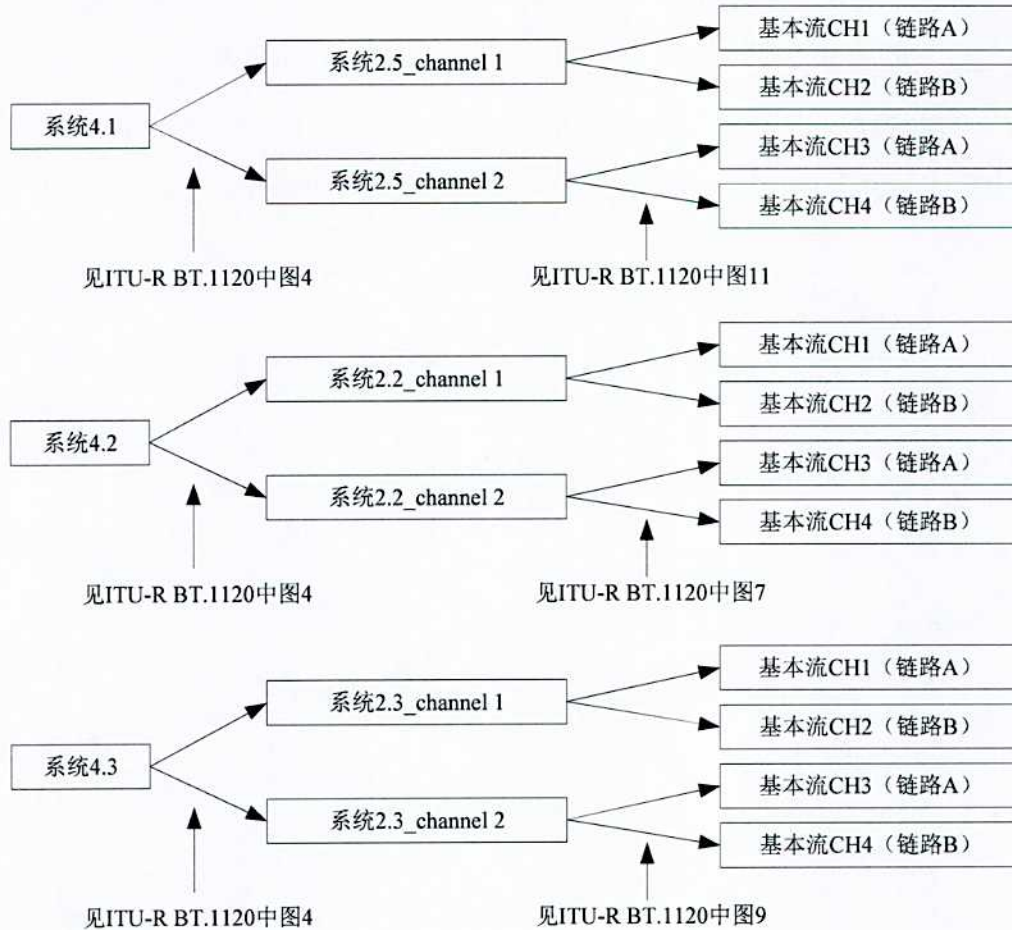 基本流CH1（链路A）
系统2.5_channel 1
基本流CH2（链路B）
系统4.1
基本流CH3（链路A）
系统2.5_channel 2
基本流CH4（链路B）
见ITU-R BT.1120中图4
见ITU-R BT.1120中图11
基本流CH1（链路A）
系统2.2_channel 1
基本流CH2（链路B）
系统4.2
基本流CH3（链路A）
系统2.2_channel 2
基本流CH4（链路B）
见ITU-R BT.1120中图4
见ITU-R BT.1120中图7
基本流CH1（链路A）
系统2.3_channel 1
基本流CH2（链路B）
系统4.3
基本流CH3（链路A）
系统2.3_channel 2
基本流CH4（链路B）
见ITU-R BT.1120中图4
见ITU-R BT.1120中图9